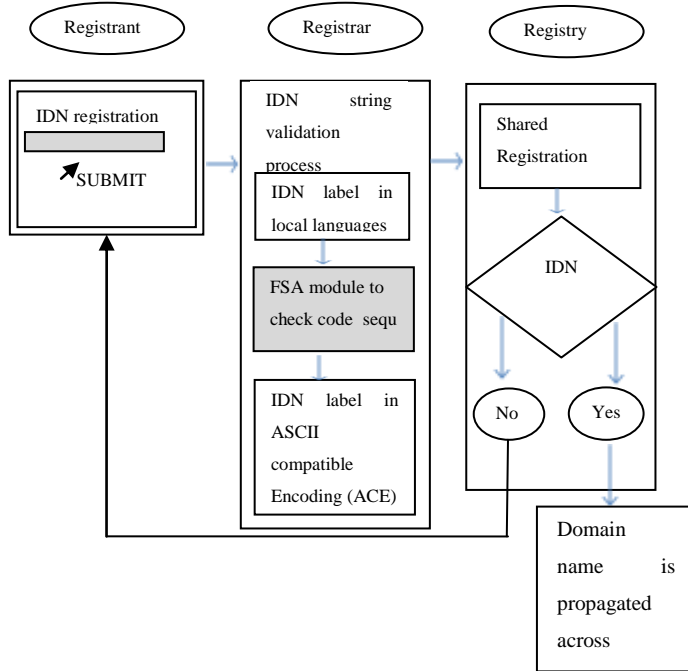 Registrant
Registrar
Registry
IDN registration
SUBMIT
IDN string
validation
process
IDN label in
local languages
FSA module to
check code sequ
IDN label in
ASCII
compatible
Encoding (ACE)
Shared
Registration
IDN
No
Yes
Domain
name is
propagated
across